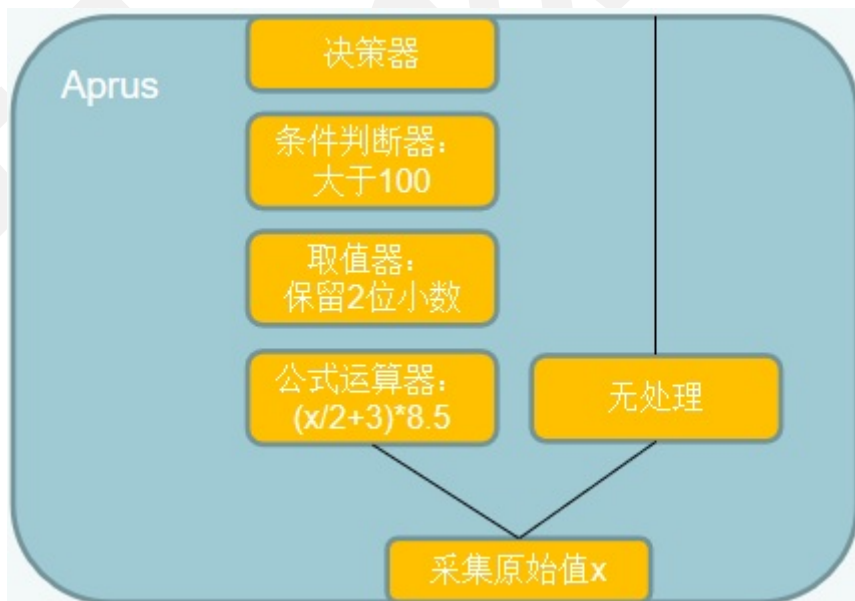 决策器
Aprus
条件判断器：
大于100
取值器：
保留2位小数
公式运算器：
(x/2+3)*8.5
无处理
采集原始值x